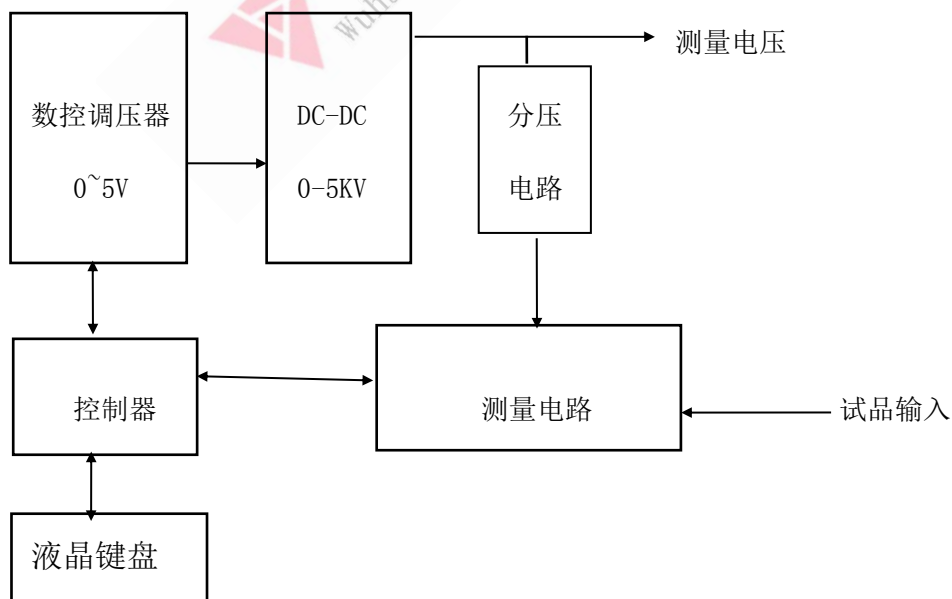 测量电压
数控调压器
0~5V
DC-DC
0-5KV
分压
电路
控制器
测量电路
试品输入
液晶键盘